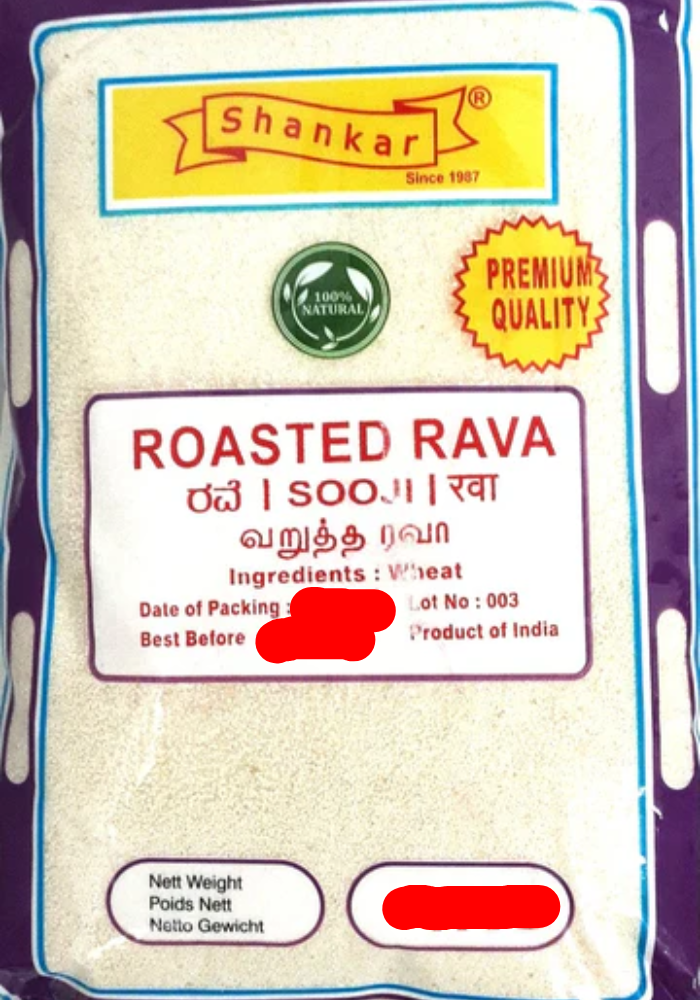 Shankar ®
Since 1987
100%
NATURAL
PREMIUM
QUALITY
ROASTED RAVA
ರವೆ | SOOJI | रवा
வறுத்த ரவா
Ingredients : Wheat
Date of Packing : Lot No : 003
Best Before Product of India
Nett Weight
Poids Nett
Netto Gewicht